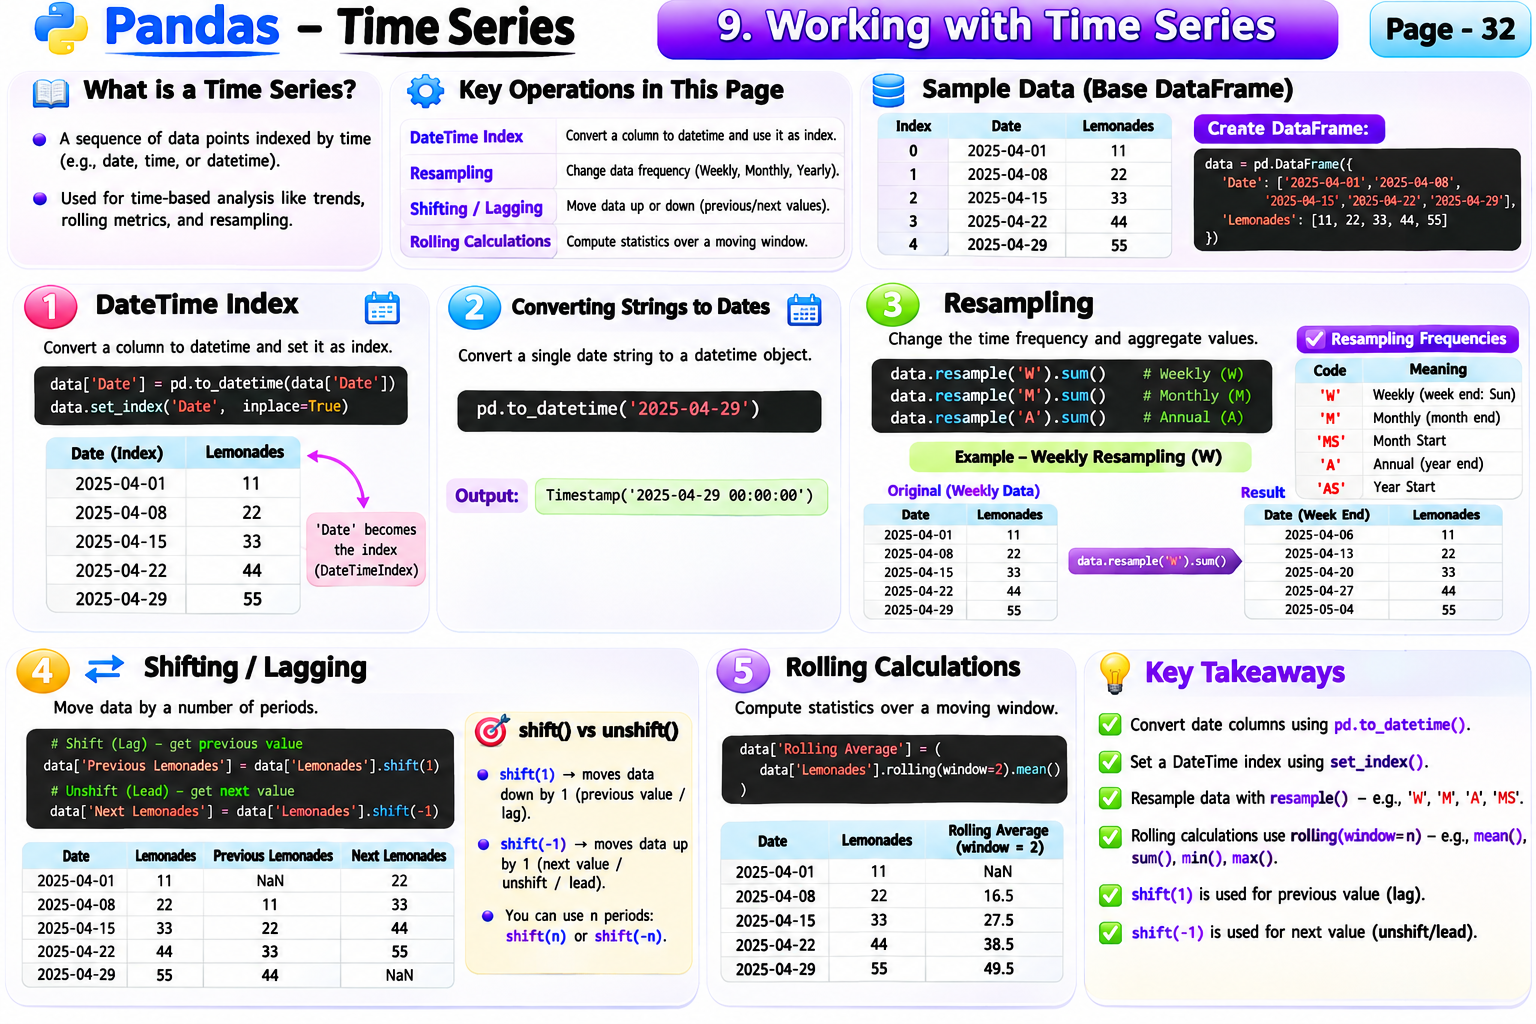 Pandas – Time Series
9. Working with Time Series
Page - 32
What is a Time Series?
A sequence of data points indexed by time
(e.g., date, time, or datetime).
Used for time-based analysis like trends,
rolling metrics, and resampling.
Key Operations in This Page
DateTime Index Convert a column to datetime and use it as index.
Resampling Change data frequency (Weekly, Monthly, Yearly).
Shifting / Lagging Move data up or down (previous/next values).
Rolling Calculations Compute statistics over a moving window.
Sample Data (Base DataFrame)
Index Date Lemonades
0 2025-04-01 11
1 2025-04-08 22
2 2025-04-15 33
3 2025-04-22 44
4 2025-04-29 55
Create DataFrame:
data = pd.DataFrame({
'Date': ['2025-04-01','2025-04-08',
'2025-04-15','2025-04-22','2025-04-29'],
'Lemonades': [11, 22, 33, 44, 55]
})
1 DateTime Index
Convert a column to datetime and set it as index.
data['Date'] = pd.to_datetime(data['Date'])
data.set_index('Date', inplace=True)
Date (Index) Lemonades
2025-04-01 11
2025-04-08 22
2025-04-15 33
2025-04-22 44
2025-04-29 55
'Date' becomes
the index
(DateTimeIndex)
2 Converting Strings to Dates
Convert a single date string to a datetime object.
pd.to_datetime('2025-04-29')
Output: Timestamp('2025-04-29 00:00:00')
3 Resampling
Change the time frequency and aggregate values.
data.resample('W').sum() # Weekly (W)
data.resample('M').sum() # Monthly (M)
data.resample('A').sum() # Annual (A)
Resampling Frequencies
Code Meaning
'W' Weekly (week end: Sun)
'M' Monthly (month end)
'MS' Month Start
'A' Annual (year end)
'AS' Year Start
Example – Weekly Resampling (W)
Original (Weekly Data)
Date Lemonades
2025-04-01 11
2025-04-08 22
2025-04-15 33
2025-04-22 44
2025-04-29 55
data.resample('W').sum()
Result
Date (Week End) Lemonades
2025-04-06 11
2025-04-13 22
2025-04-20 33
2025-04-27 44
2025-05-04 55
4 Shifting / Lagging
Move data by a number of periods.
# Shift (Lag) – get previous value
data['Previous Lemonades'] = data['Lemonades'].shift(1)
# Unshift (Lead) – get next value
data['Next Lemonades'] = data['Lemonades'].shift(-1)
Date Lemonades Previous Lemonades Next Lemonades
2025-04-01 11 NaN 22
2025-04-08 22 11 33
2025-04-15 33 22 44
2025-04-22 44 33 55
2025-04-29 55 44 NaN
shift() vs unshift()
shift(1) → moves data
down by 1 (previous value /
lag).
shift(-1) → moves data up
by 1 (next value /
unshift / lead).
You can use n periods:
shift(n) or shift(-n).
5 Rolling Calculations
Compute statistics over a moving window.
data['Rolling Average'] = (
data['Lemonades'].rolling(window=2).mean()
)
Date Lemonades Rolling Average
(window = 2)
2025-04-01 11 NaN
2025-04-08 22 16.5
2025-04-15 33 27.5
2025-04-22 44 38.5
2025-04-29 55 49.5
Key Takeaways
Convert date columns using pd.to_datetime().
Set a DateTime index using set_index().
Resample data with resample() – e.g., 'W', 'M', 'A', 'MS'.
Rolling calculations use rolling(window=n) – e.g., mean(),
sum(), min(), max().
shift(1) is used for previous value (lag).
shift(-1) is used for next value (unshift/lead).